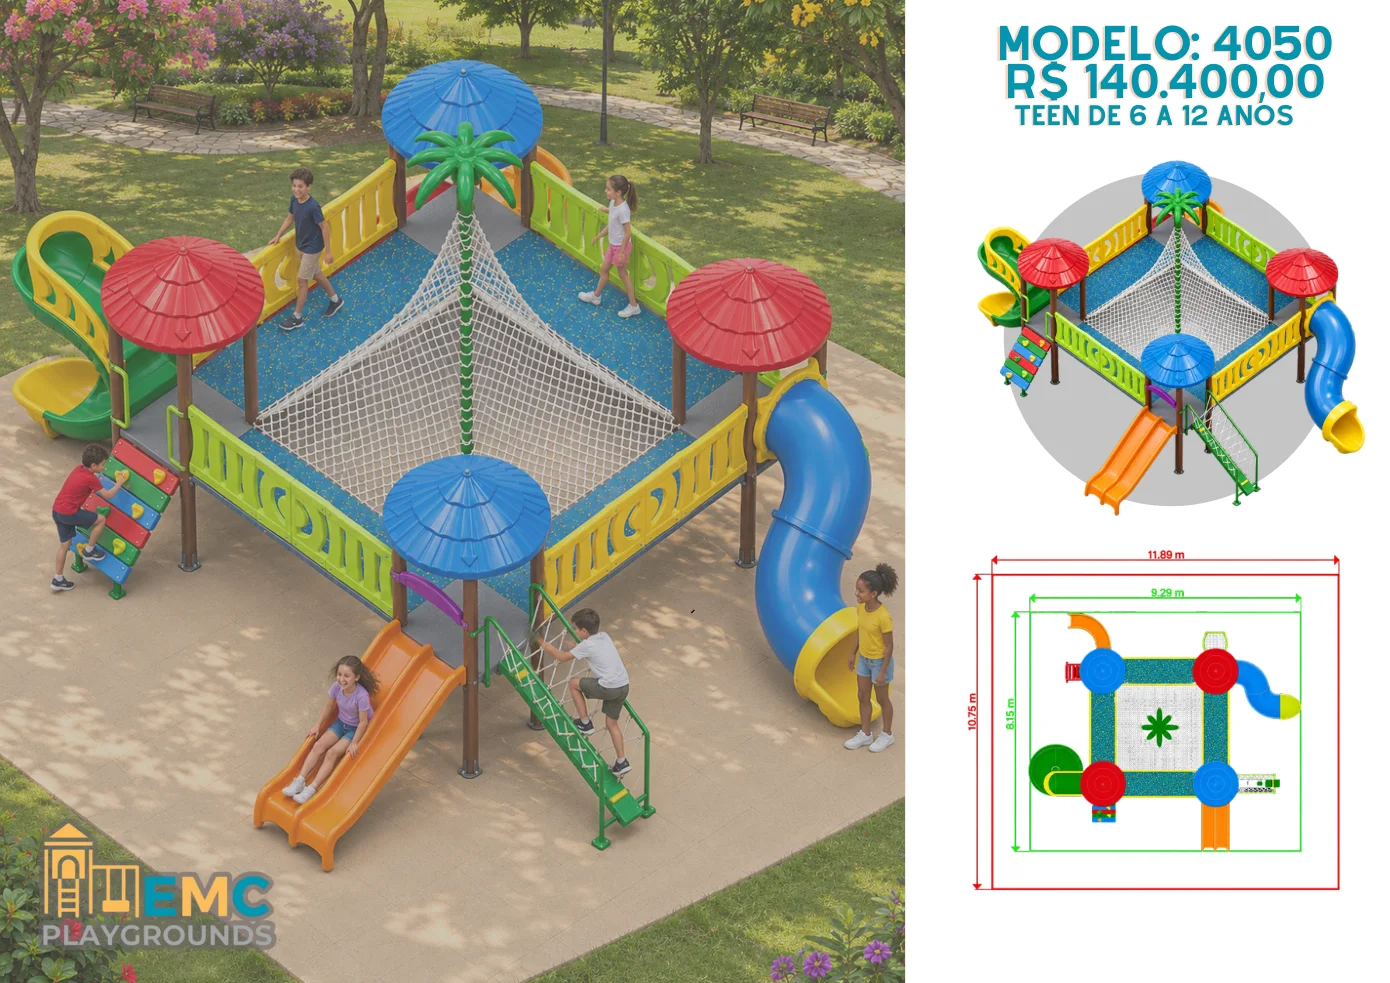 MODELO: 4050
R$ 140.400,00
TEEN DE 6 A 12 ANOS
11.89 m
9.29 m
10.75 m
8.15 m
EMC
PLAYGROUNDS